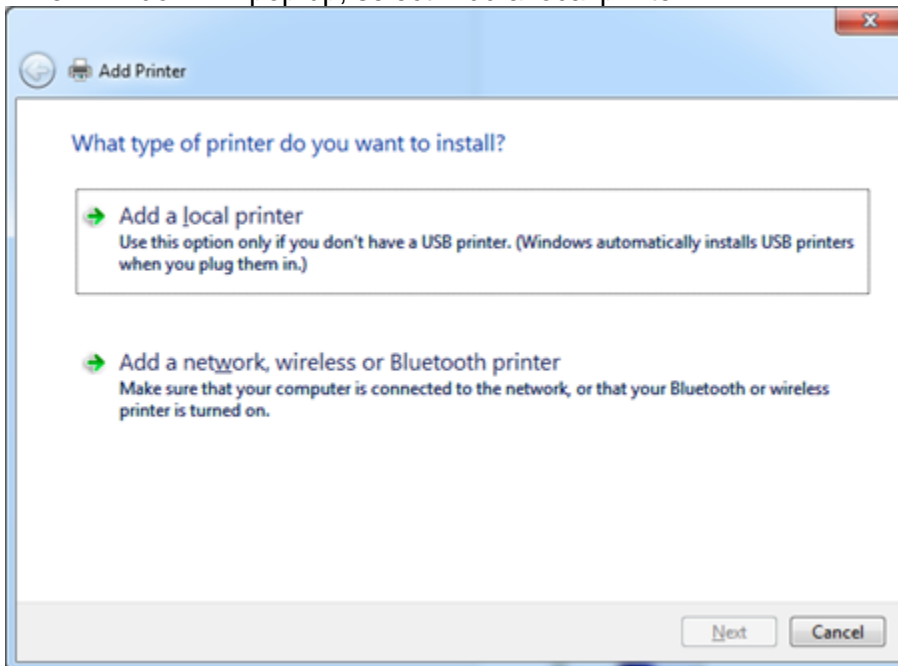 Add Printer
What type of printer do you want to install?
Add a local printer
Use this option only if you don't have a USB printer. (Windows automatically installs USB printers
when you plug them in.)
Add a network, wireless or Bluetooth printer
Make sure that your computer is connected to the network, or that your Bluetooth or wireless
printer is turned on.
Next
Cancel